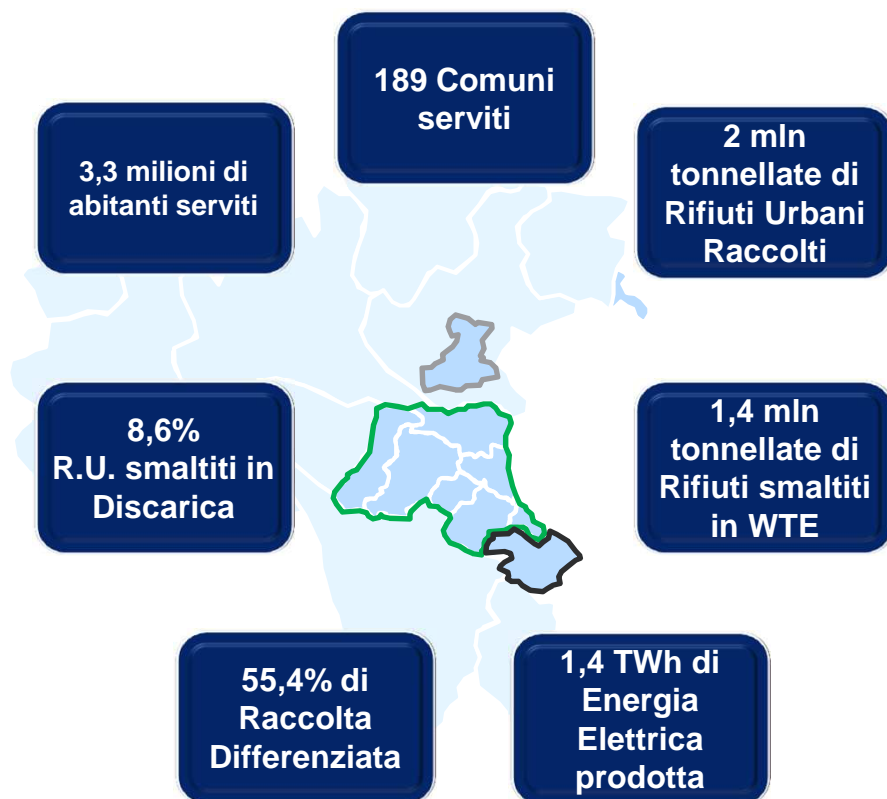 189 Comuni
serviti
3,3 milioni di
abitanti serviti
2 mln
tonnellate di
Rifiuti Urbani
Raccolti
8,6%
R.U. smaltiti in
Discarica
1,4 mln
tonnellate di
Rifiuti smaltiti
in WTE
55,4% di
Raccolta
Differenziata
1,4 TWh di
Energia
Elettrica
prodotta